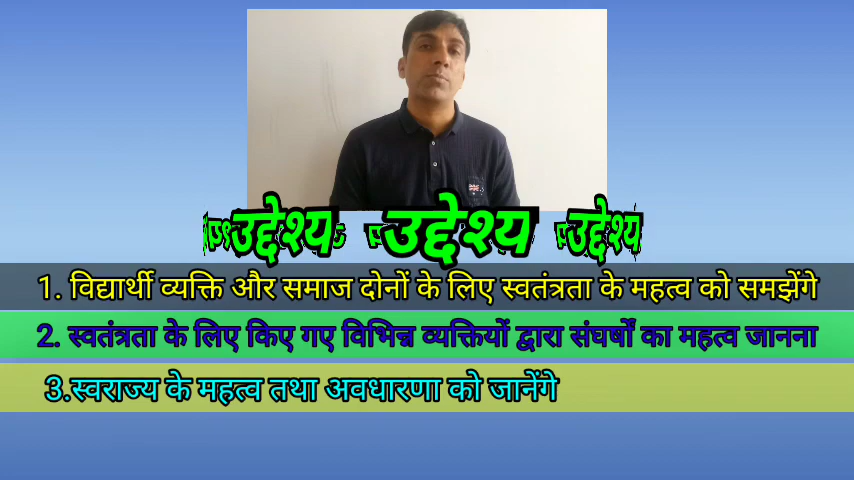 उद्देश्य उद्देश्य उद्देश्य
1. विद्यार्थी व्यक्ति और समाज दोनों के लिए स्वतंत्रता के महत्व को समझेंगे
2. स्वतंत्रता के लिए किए गए विभिन्न व्यक्तियों द्वारा संघर्षों का महत्व जानना
3.स्वराज्य के महत्व तथा अवधारणा को जानेंगे